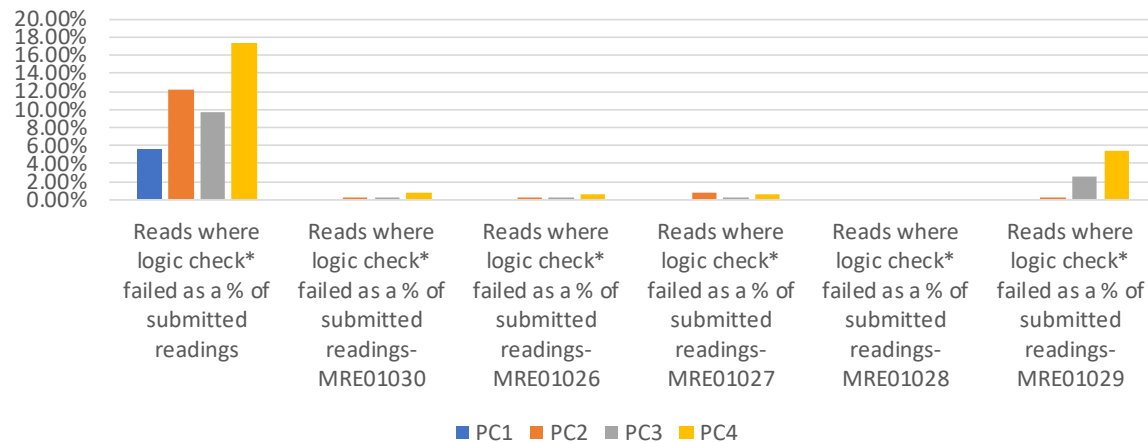 20.00%
18.00%
16.00%
14.00%
12.00%
10.00%
8.00%
6.00%
4.00%
2.00%
0.00%
Reads where
logic check*
failed as a % of
submitted
readings
Reads where
logic check*
failed as a % of
submitted
readings-
MRE01030
Reads where
logic check*
failed as a % of
submitted
readings-
MRE01026
Reads where
logic check*
failed as a % of
submitted
readings-
MRE01027
Reads where
logic check*
failed as a % of
submitted
readings-
MRE01028
Reads where
logic check*
failed as a % of
submitted
readings-
MRE01029
PC1 PC2 PC3 PC4